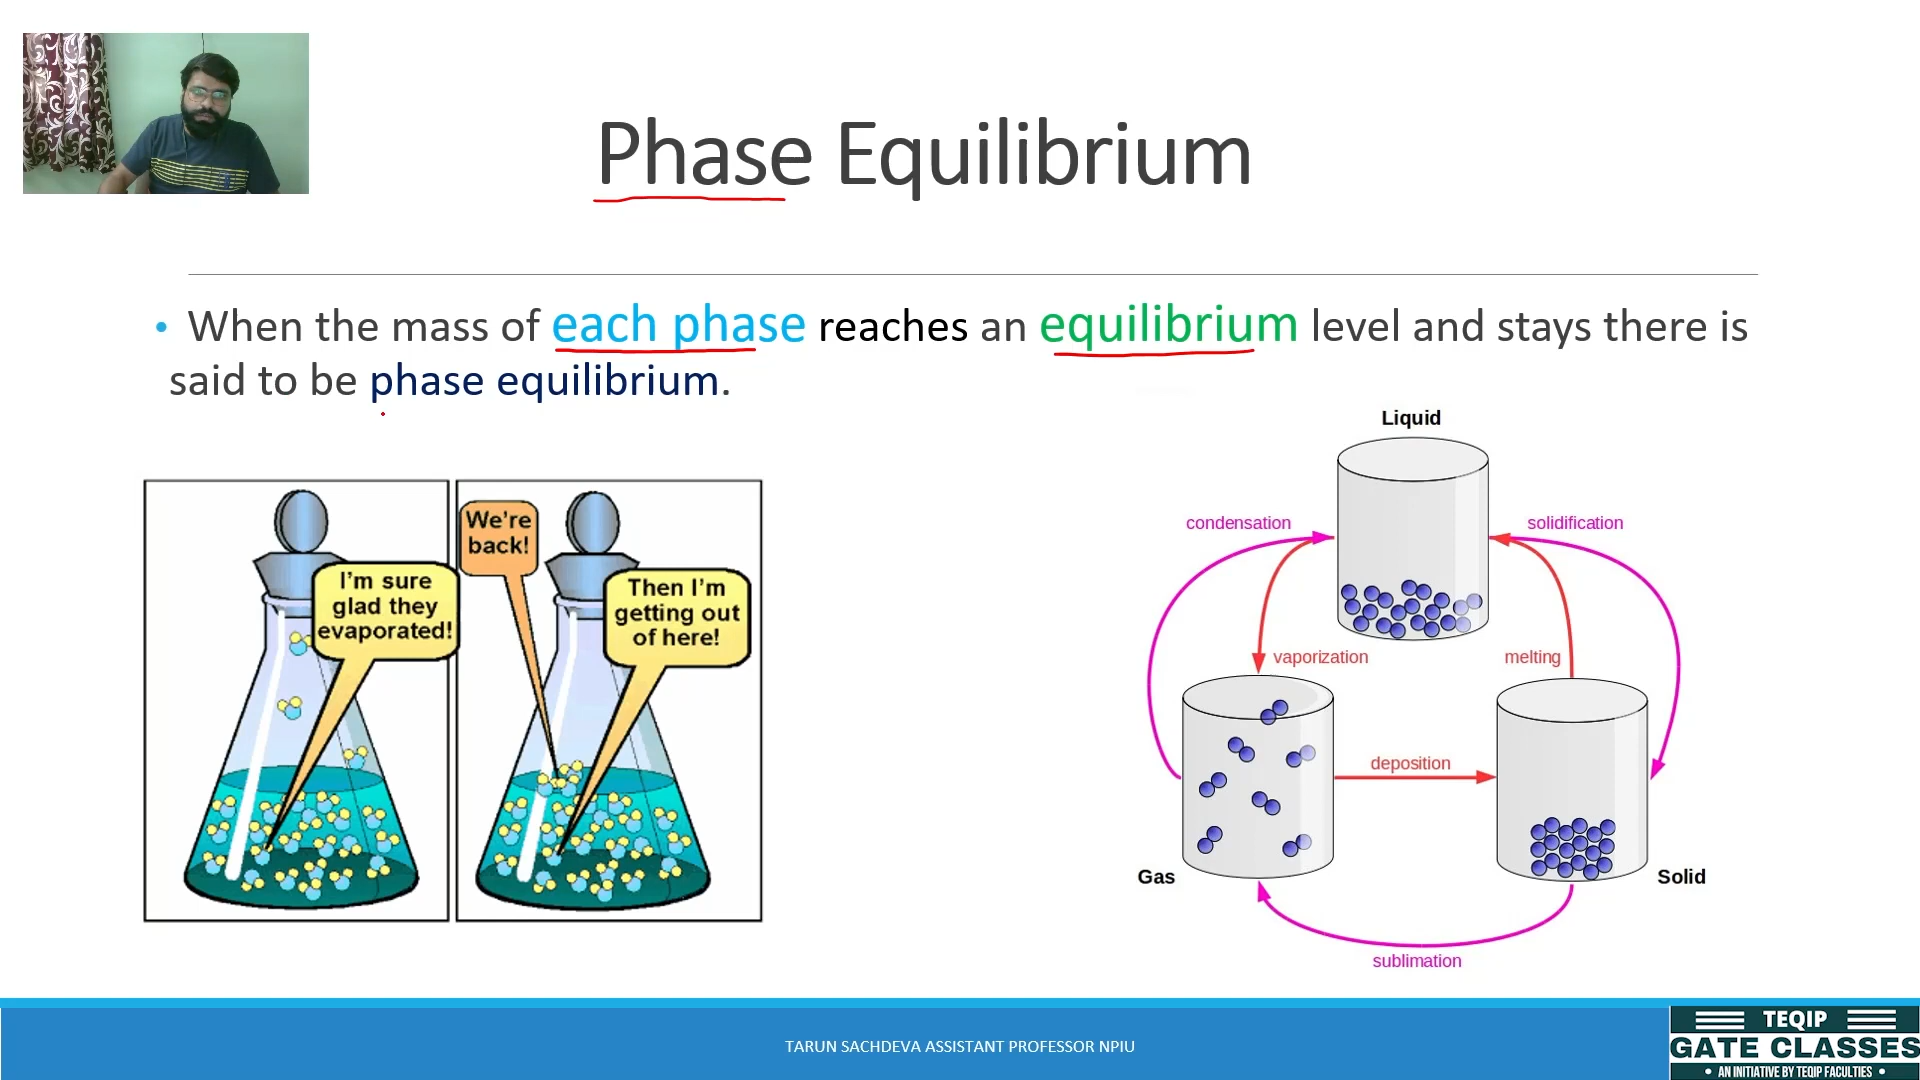 Phase Equilibrium
• When the mass of each phase reaches an equilibrium level and stays there is
said to be phase equilibrium.
I'm sure
glad they
evaporated!
We're
back!
Then I'm
getting out
of here!
Liquid
condensation
solidification
vaporization
melting
deposition
Gas
Solid
sublimation
TARUN SACHDEVA ASSISTANT PROFESSOR NPIU
TEQIP
GATE CLASSES
• AN INITIATIVE BY TEQIP FACULTIES •